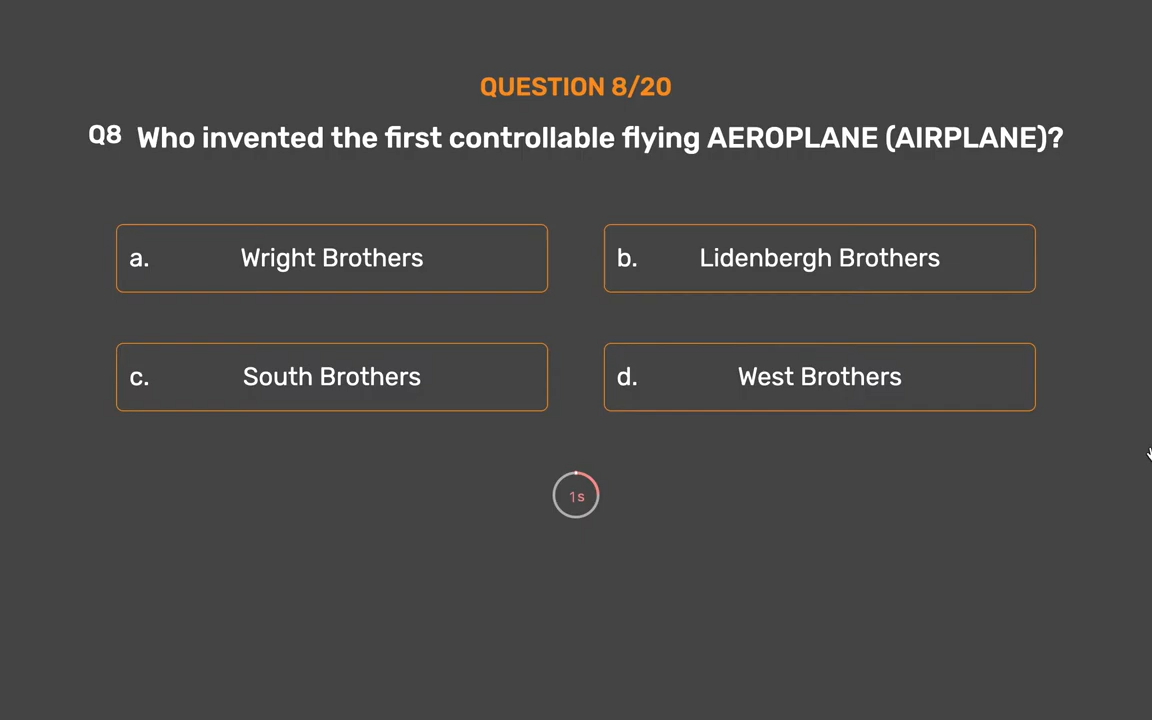 QUESTION 8/20
Q8 Who invented the first controllable flying AEROPLANE (AIRPLANE)?
a. Wright Brothers
b. Lidenbergh Brothers
c. South Brothers
d. West Brothers
1s